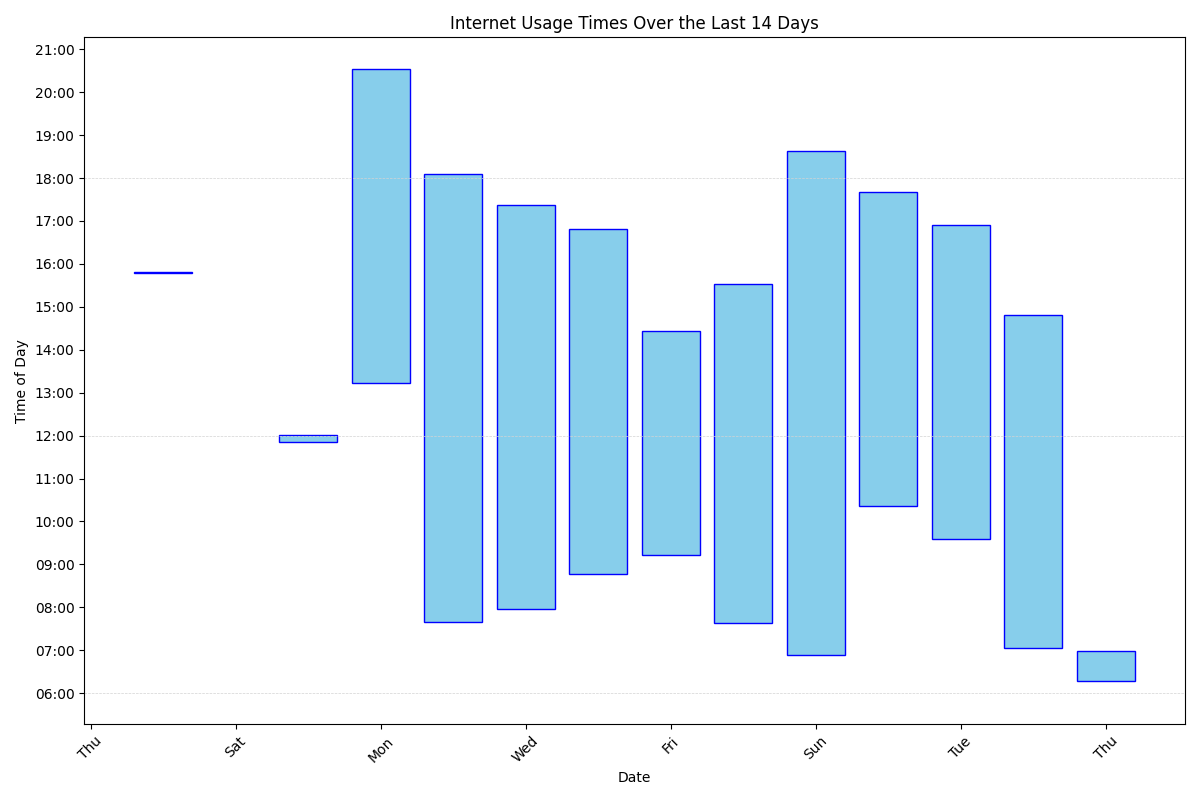 Internet Usage Times Over the Last 14 Days
21:00
20:00
19:00
18:00
17:00
16:00
15:00
14:00
13:00
12:00
11:00
10:00
09:00
08:00
07:00
06:00
Time of Day
Thu
Sat
Mon
Wed
Fri
Sun
Tue
Thu
Date